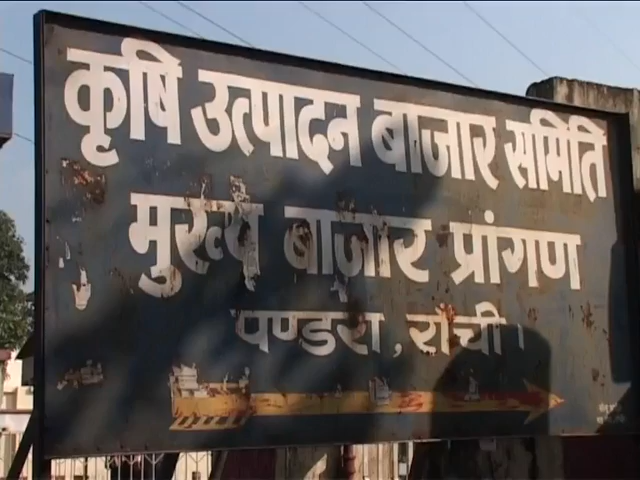 कृषि उत्पादन बाजार समिति
मुख्य बाजार प्रांगण
पण्डरा, राँची।